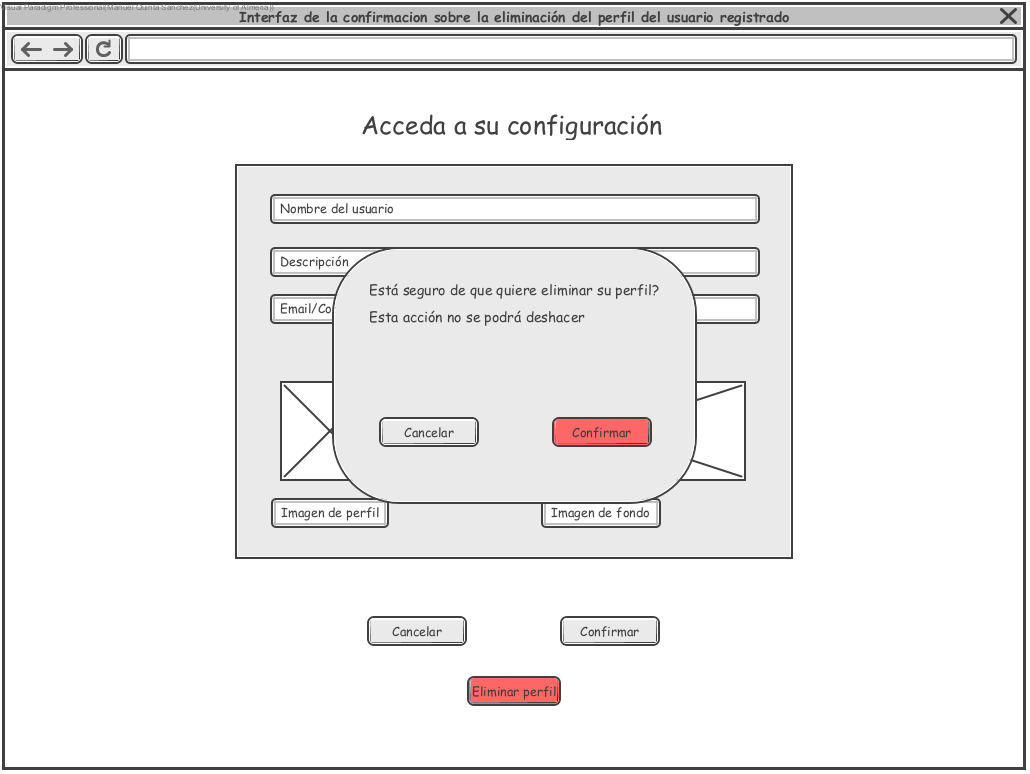 Visual Paradigm Professional(Manuel Quinta Sanchez(University of Almeria))
Interfaz de la confirmacion sobre la eliminación del perfil del usuario registrado
Acceda a su configuración
Nombre del usuario
Descripción
Email/Co
Está seguro de que quiere eliminar su perfil?
Esta acción no se podrá deshacer
Cancelar
Confirmar
Imagen de perfil
Imagen de fondo
Cancelar
Confirmar
Eliminar perfil